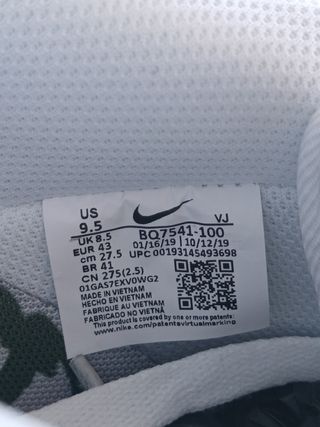 US
9.5
UK 8.5
EUR 43
cm 27.5
BR 41
CN 275(2.5)
01GAS7EXV0WG2
VJ
BQ7541-100
01/16/19 | 10/12/19
UPC 00193145493698
MADE IN VIETNAM
HECHO EN VIETNAM
FABRIQUE AU VIETNAM
FABRICADO NO VIETNÃ
This product is covered by one or more patents:
www.nike.com/patentsvirtualmarking